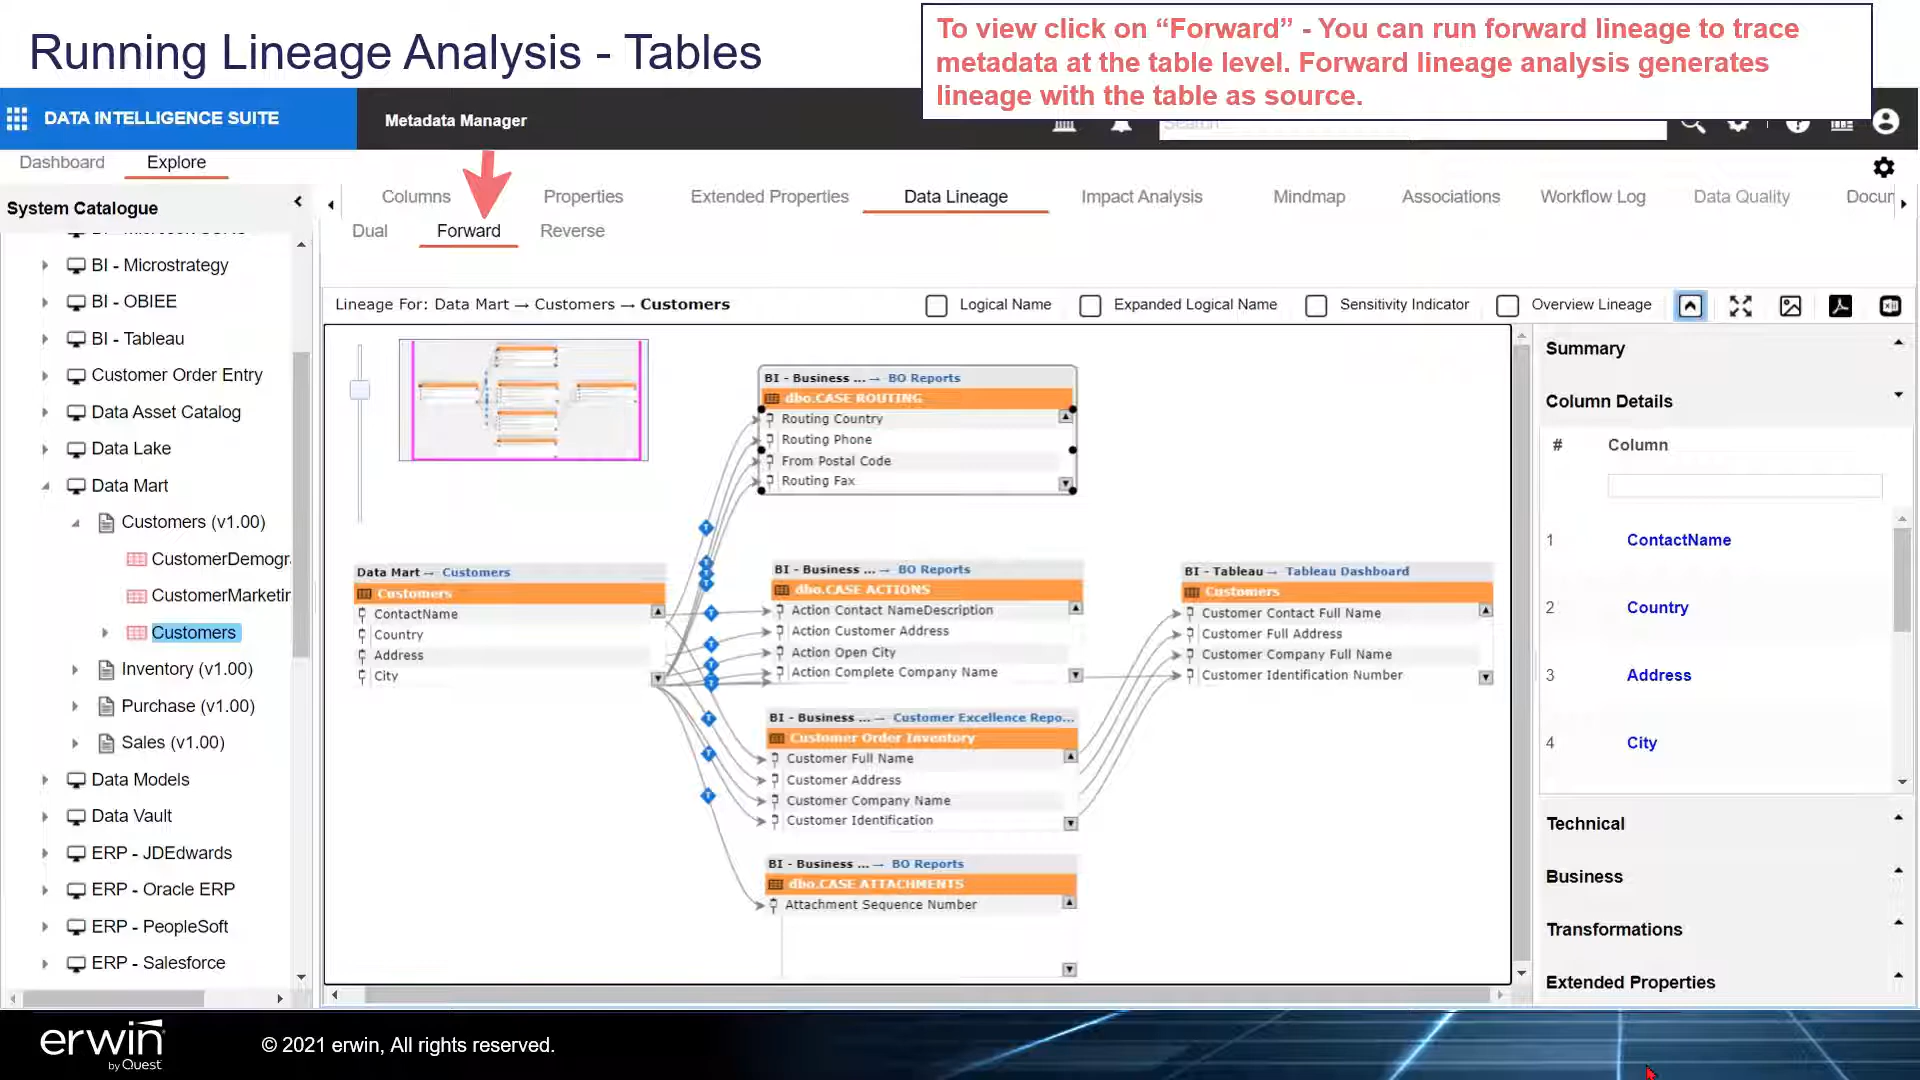 Running Lineage Analysis - Tables
To view click on “Forward” - You can run forward lineage to trace
metadata at the table level. Forward lineage analysis generates
lineage with the table as source.
DATA INTELLIGENCE SUITE
Metadata Manager
Search
Dashboard
Explore
System Catalogue
BI - Microstrategy
BI - OBIEE
BI - Tableau
Customer Order Entry
Data Asset Catalog
Data Lake
Data Mart
Customers (v1.00)
CustomerDemogr
CustomerMarketin
Customers
Inventory (v1.00)
Purchase (v1.00)
Sales (v1.00)
Data Models
Data Vault
ERP - JDEdwards
ERP - Oracle ERP
ERP - PeopleSoft
ERP - Salesforce
Columns
Properties
Extended Properties
Data Lineage
Impact Analysis
Mindmap
Associations
Workflow Log
Data Quality
Docur
Dual
Forward
Reverse
Lineage For: Data Mart → Customers → Customers
Logical Name
Expanded Logical Name
Sensitivity Indicator
Overview Lineage
BI - Business ... → BO Reports
dbo.CASE ROUTING
Routing Country
Routing Phone
From Postal Code
Routing Fax
Data Mart → Customers
Customers
ContactName
Country
Address
City
BI - Business ... → BO Reports
dbo.CASE ACTIONS
Action Contact NameDescription
Action Customer Address
Action Open City
Action Complete Company Name
BI - Business ... → Customer Excellence Repo...
Customer Order Inventory
Customer Full Name
Customer Address
Customer Company Name
Customer Identification
BI - Business ... → BO Reports
dbo.CASE ATTACHMENTS
Attachment Sequence Number
BI - Tableau → Tableau Dashboard
Customers
Customer Contact Full Name
Customer Full Address
Customer Company Full Name
Customer Identification Number
Summary
Column Details
# Column
1 ContactName
2 Country
3 Address
4 City
Technical
Business
Transformations
Extended Properties
erwin
by Quest
© 2021 erwin, All rights reserved.